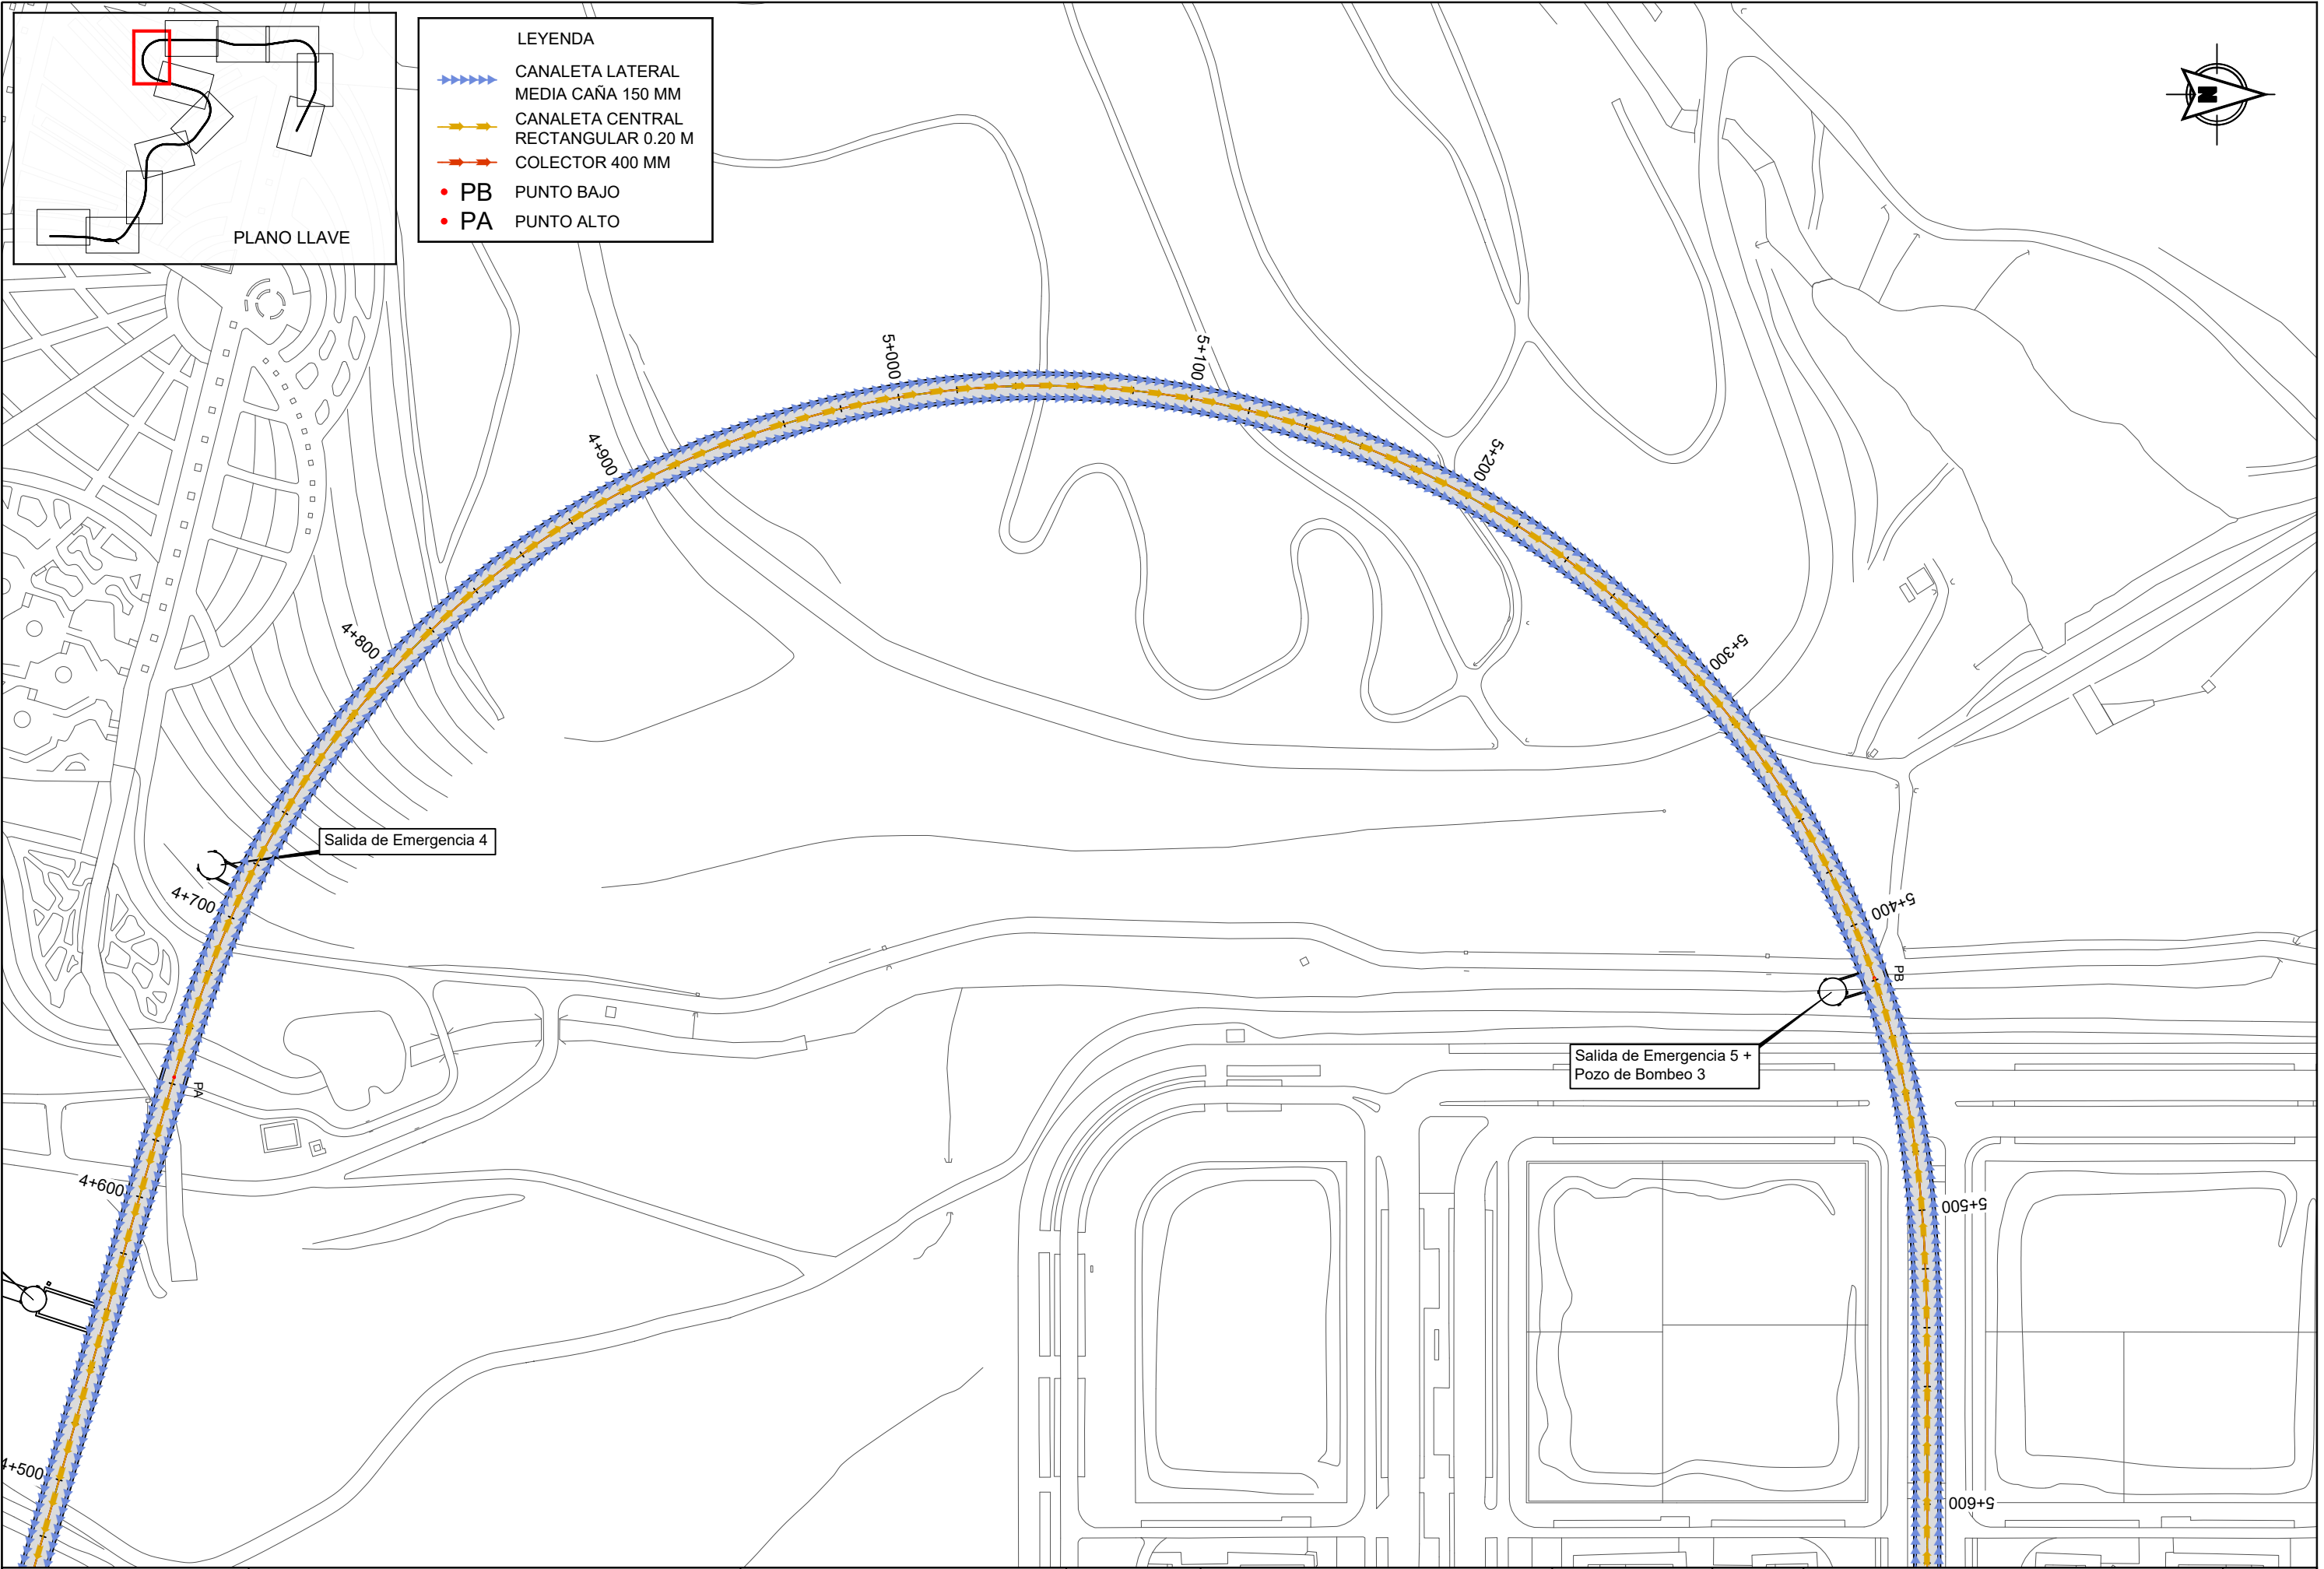 PLANO LLAVE
LEYENDA
CANALETA LATERAL
MEDIA CAÑA 150 MM
CANALETA CENTRAL
RECTANGULAR 0.20 M
COLECTOR 400 MM
PB PUNTO BAJO
PA PUNTO ALTO
N
5+000
5+100
4+900
5+200
4+800
5+300
Salida de Emergencia 4
4+700
5+400
PB
Salida de Emergencia 5 +
Pozo de Bombeo 3
PA
4+600
5+500
4+500
5+600